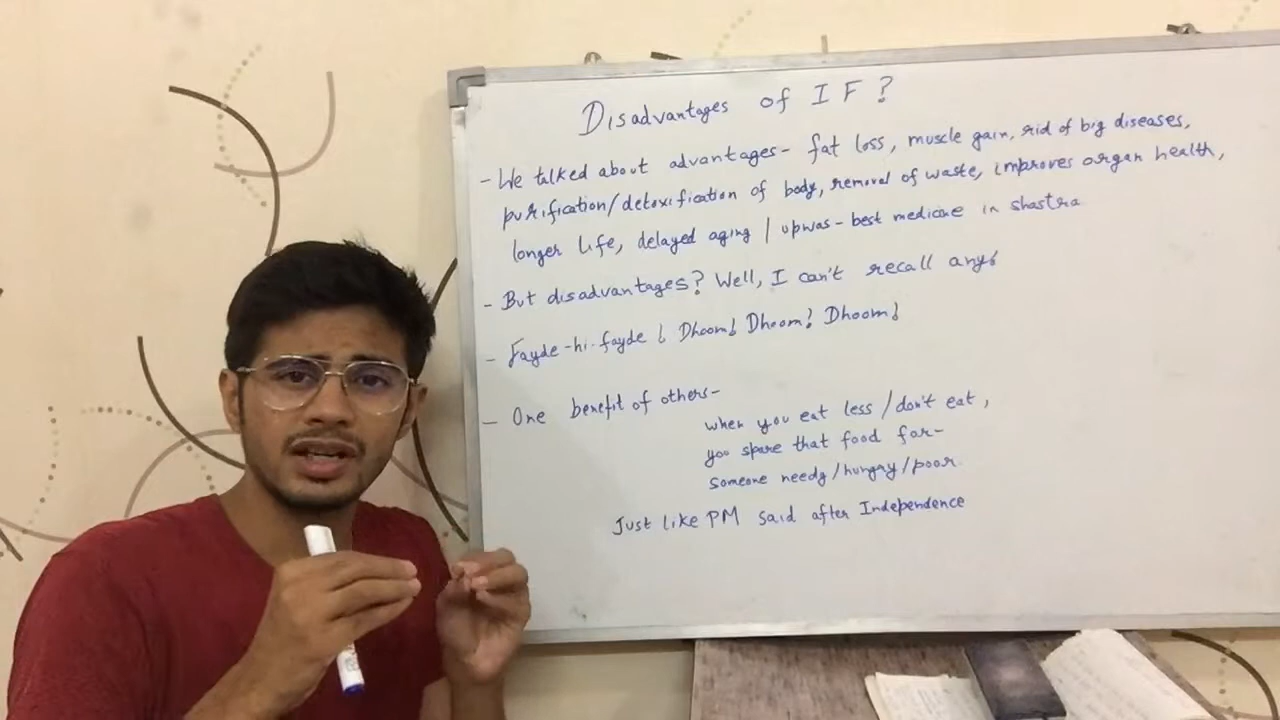 Disadvantages of IF?
- We talked about advantages- fat loss, muscle gain, rid of big diseases,
purification/detoxification of body, removal of waste, improves organ health,
longer life, delayed aging | upwas - best medicine in shastra
- But disadvantages? Well, I can't recall any!
- Fayde-hi-fayde! Dhoom! Dhoom! Dhoom!
- One benefit of others-
when you eat less/don't eat,
you spare that food for-
someone needy/hungry/poor
Just like PM said after Independence